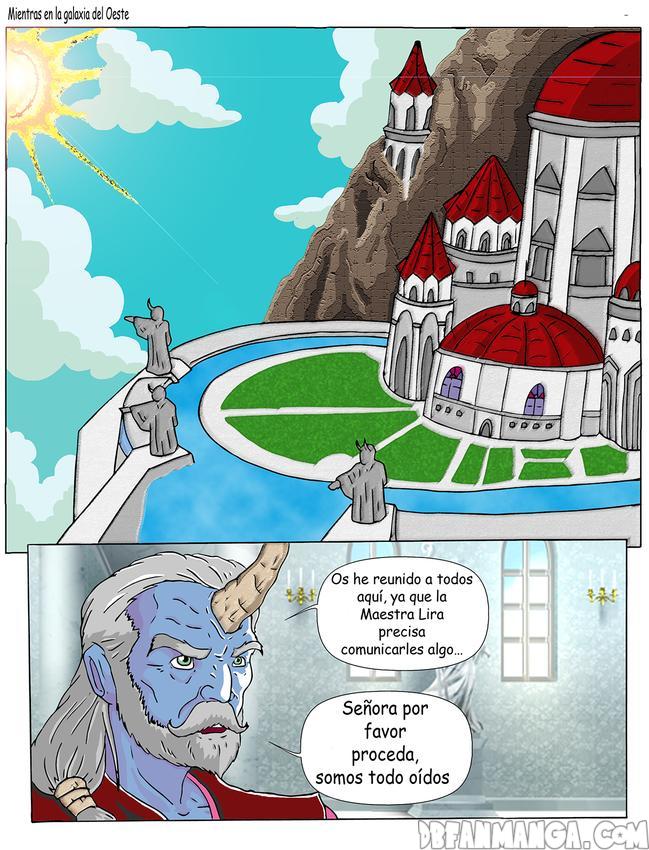 Mientras en la galaxia del Oeste
Os he reunido a todos
aquí, ya que la
Maestra Lira
precisa
comunicarles algo...
Señora por
favor
proceda,
somos todo oídos
DBFANMANGA.COM